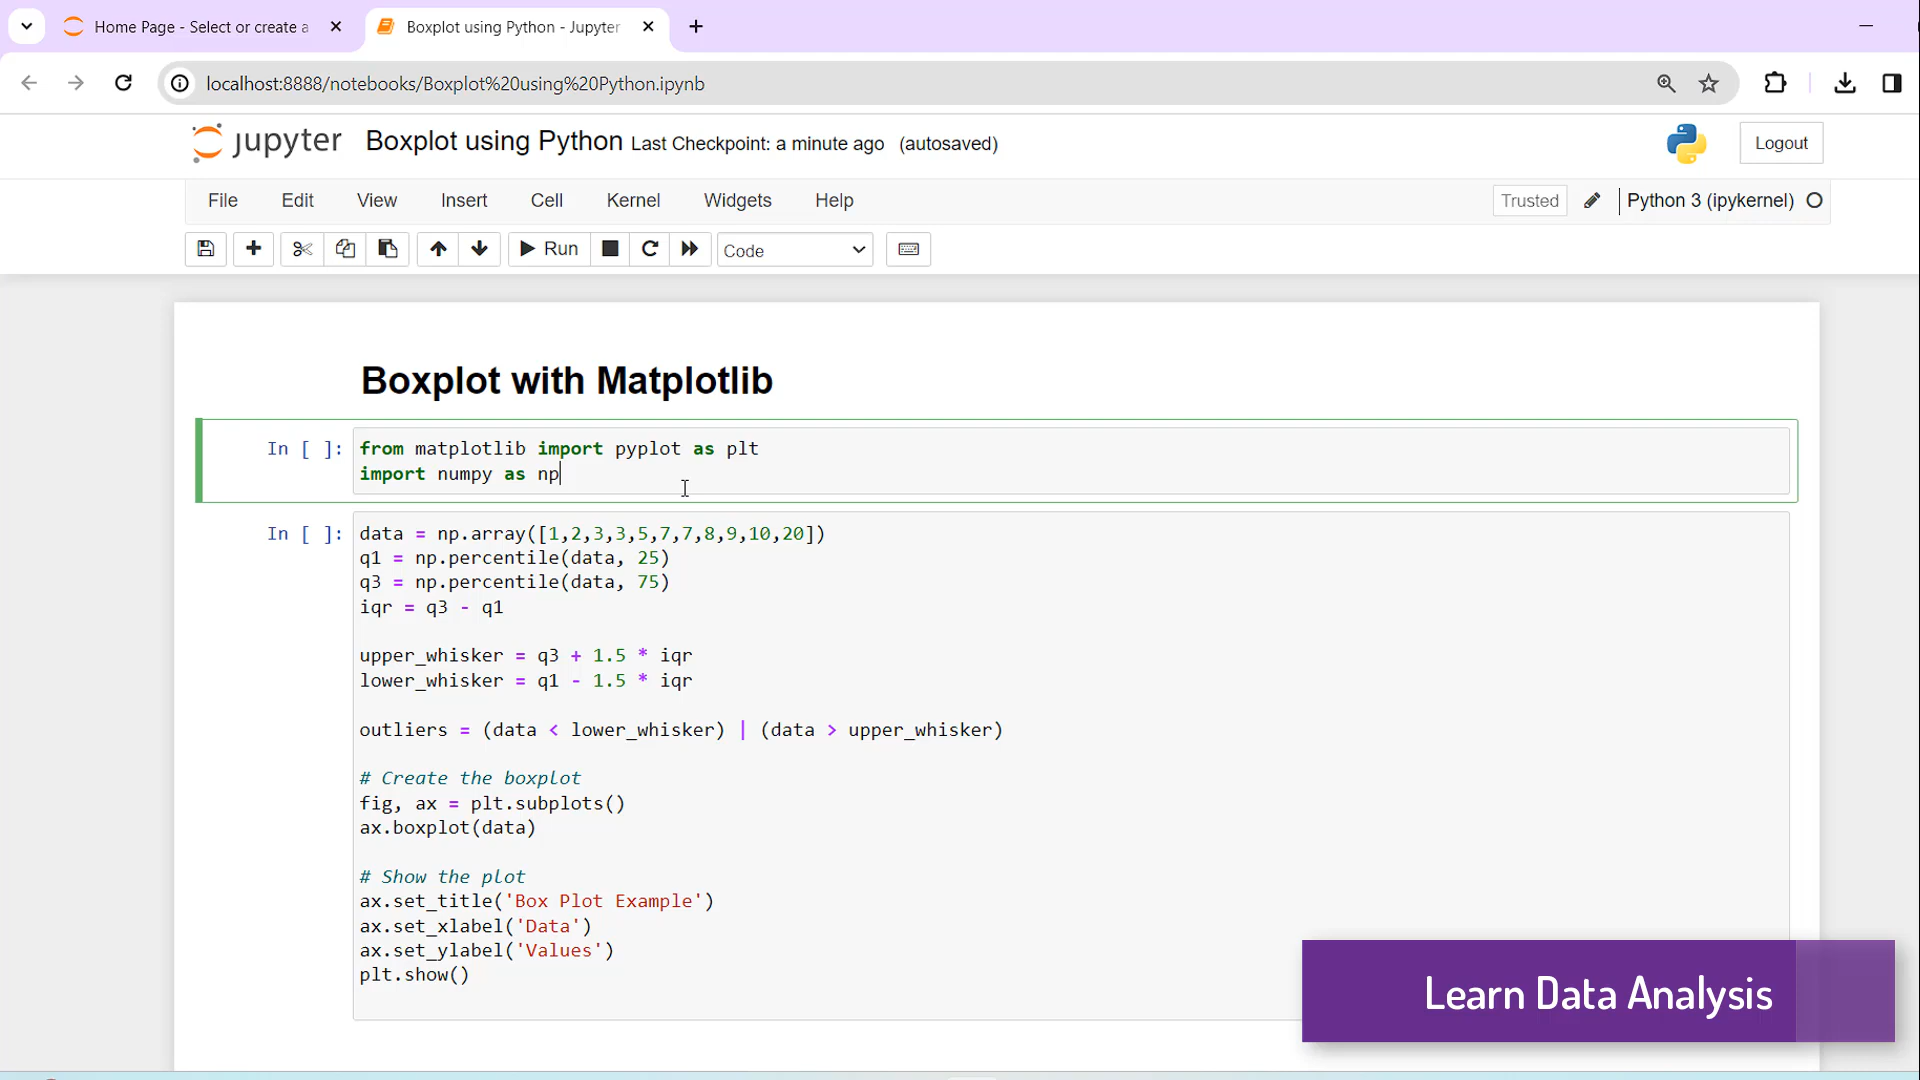 Home Page - Select or create a
Boxplot using Python - Jupyter
localhost:8888/notebooks/Boxplot%20using%20Python.ipynb
jupyter Boxplot using Python Last Checkpoint: a minute ago (autosaved)
Logout
File Edit View Insert Cell Kernel Widgets Help
Trusted Python 3 (ipykernel)
Run Code
Boxplot with Matplotlib
In [ ]: from matplotlib import pyplot as plt
import numpy as np
In [ ]: data = np.array([1,2,3,3,5,7,7,8,9,10,20])
q1 = np.percentile(data, 25)
q3 = np.percentile(data, 75)
iqr = q3 - q1
upper_whisker = q3 + 1.5 * iqr
lower_whisker = q1 - 1.5 * iqr
outliers = (data < lower_whisker) | (data > upper_whisker)
# Create the boxplot
fig, ax = plt.subplots()
ax.boxplot(data)
# Show the plot
ax.set_title('Box Plot Example')
ax.set_xlabel('Data')
ax.set_ylabel('Values')
plt.show()
Learn Data Analysis